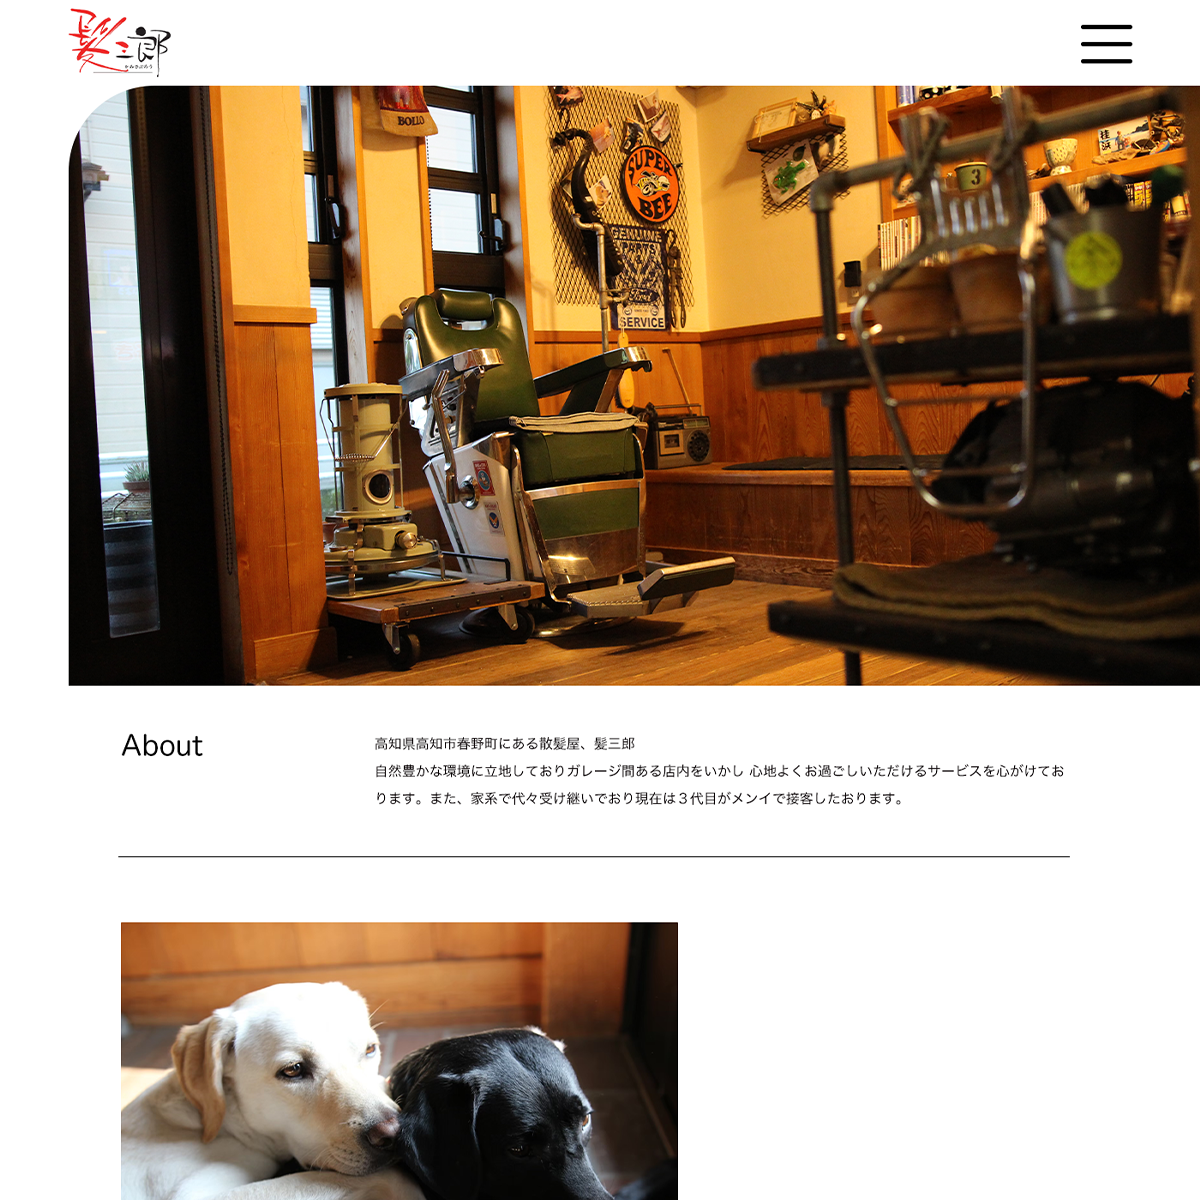 髪三郎
かみさぶろう
BOLLO
SUPER
BEE
GENUINE
PARTS
Ford
SERVICE
3
桂浜
About
高知県高知市春野町にある散髪屋、髪三郎
自然豊かな環境に立地しておりガレージ間ある店内をいかし 心地よくお過ごしいただけるサービスを心がけてお
ります。また、家系で代々受け継いでおり現在は３代目がメンイで接客したおります。